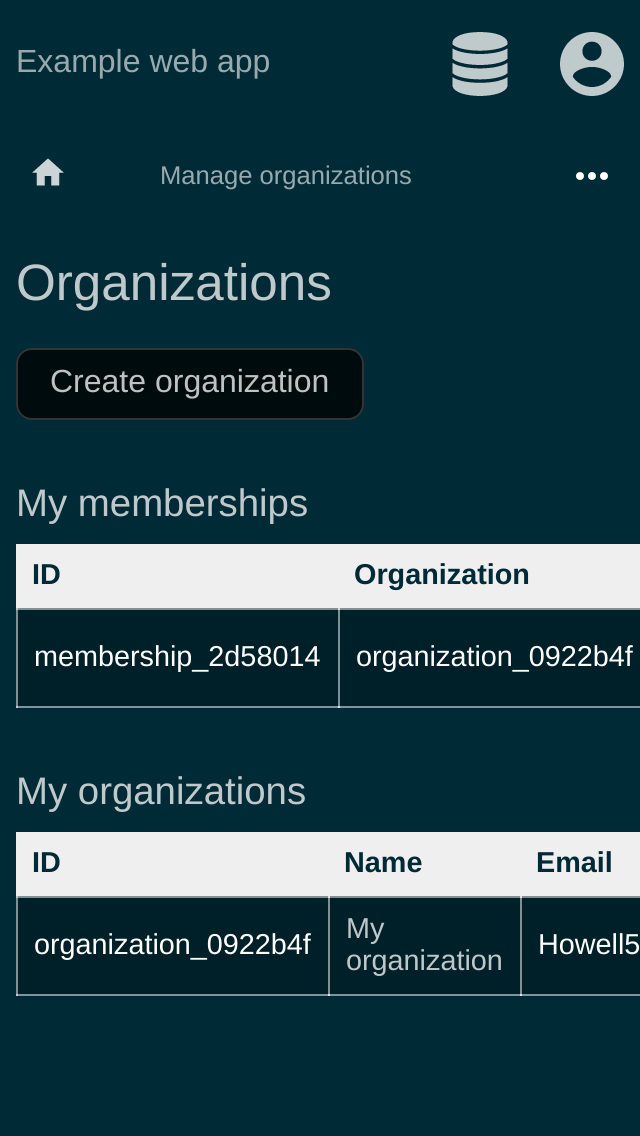 Example web app
Manage organizations
Organizations
Create organization
My memberships
ID Organization
membership_2d58014 organization_0922b4f
My organizations
ID Name Email
organization_0922b4f My organization Howell5